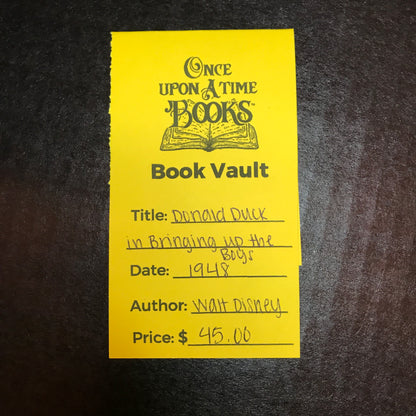 Once
UPON A TIME
BOOKS™
Book Vault
Title: Donald Duck
in Bringing up the
Boys
Date: 1948
Author: Walt Disney
Price: $ 45.00